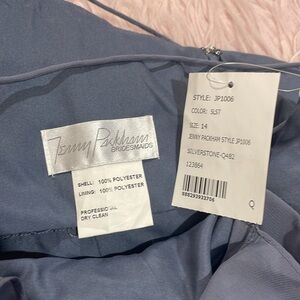 Jenny Packham
BRIDESMAIDS
SHELL: 100% POLYESTER
LINING: 100% POLYESTER
PROFESSIONAL
DRY CLEAN
STYLE: JP1006
COLOR: SLST
SIZE: 14
JENNY PACKHAM STYLE JP1006
SILVERSTONE-Q482
123864
Q